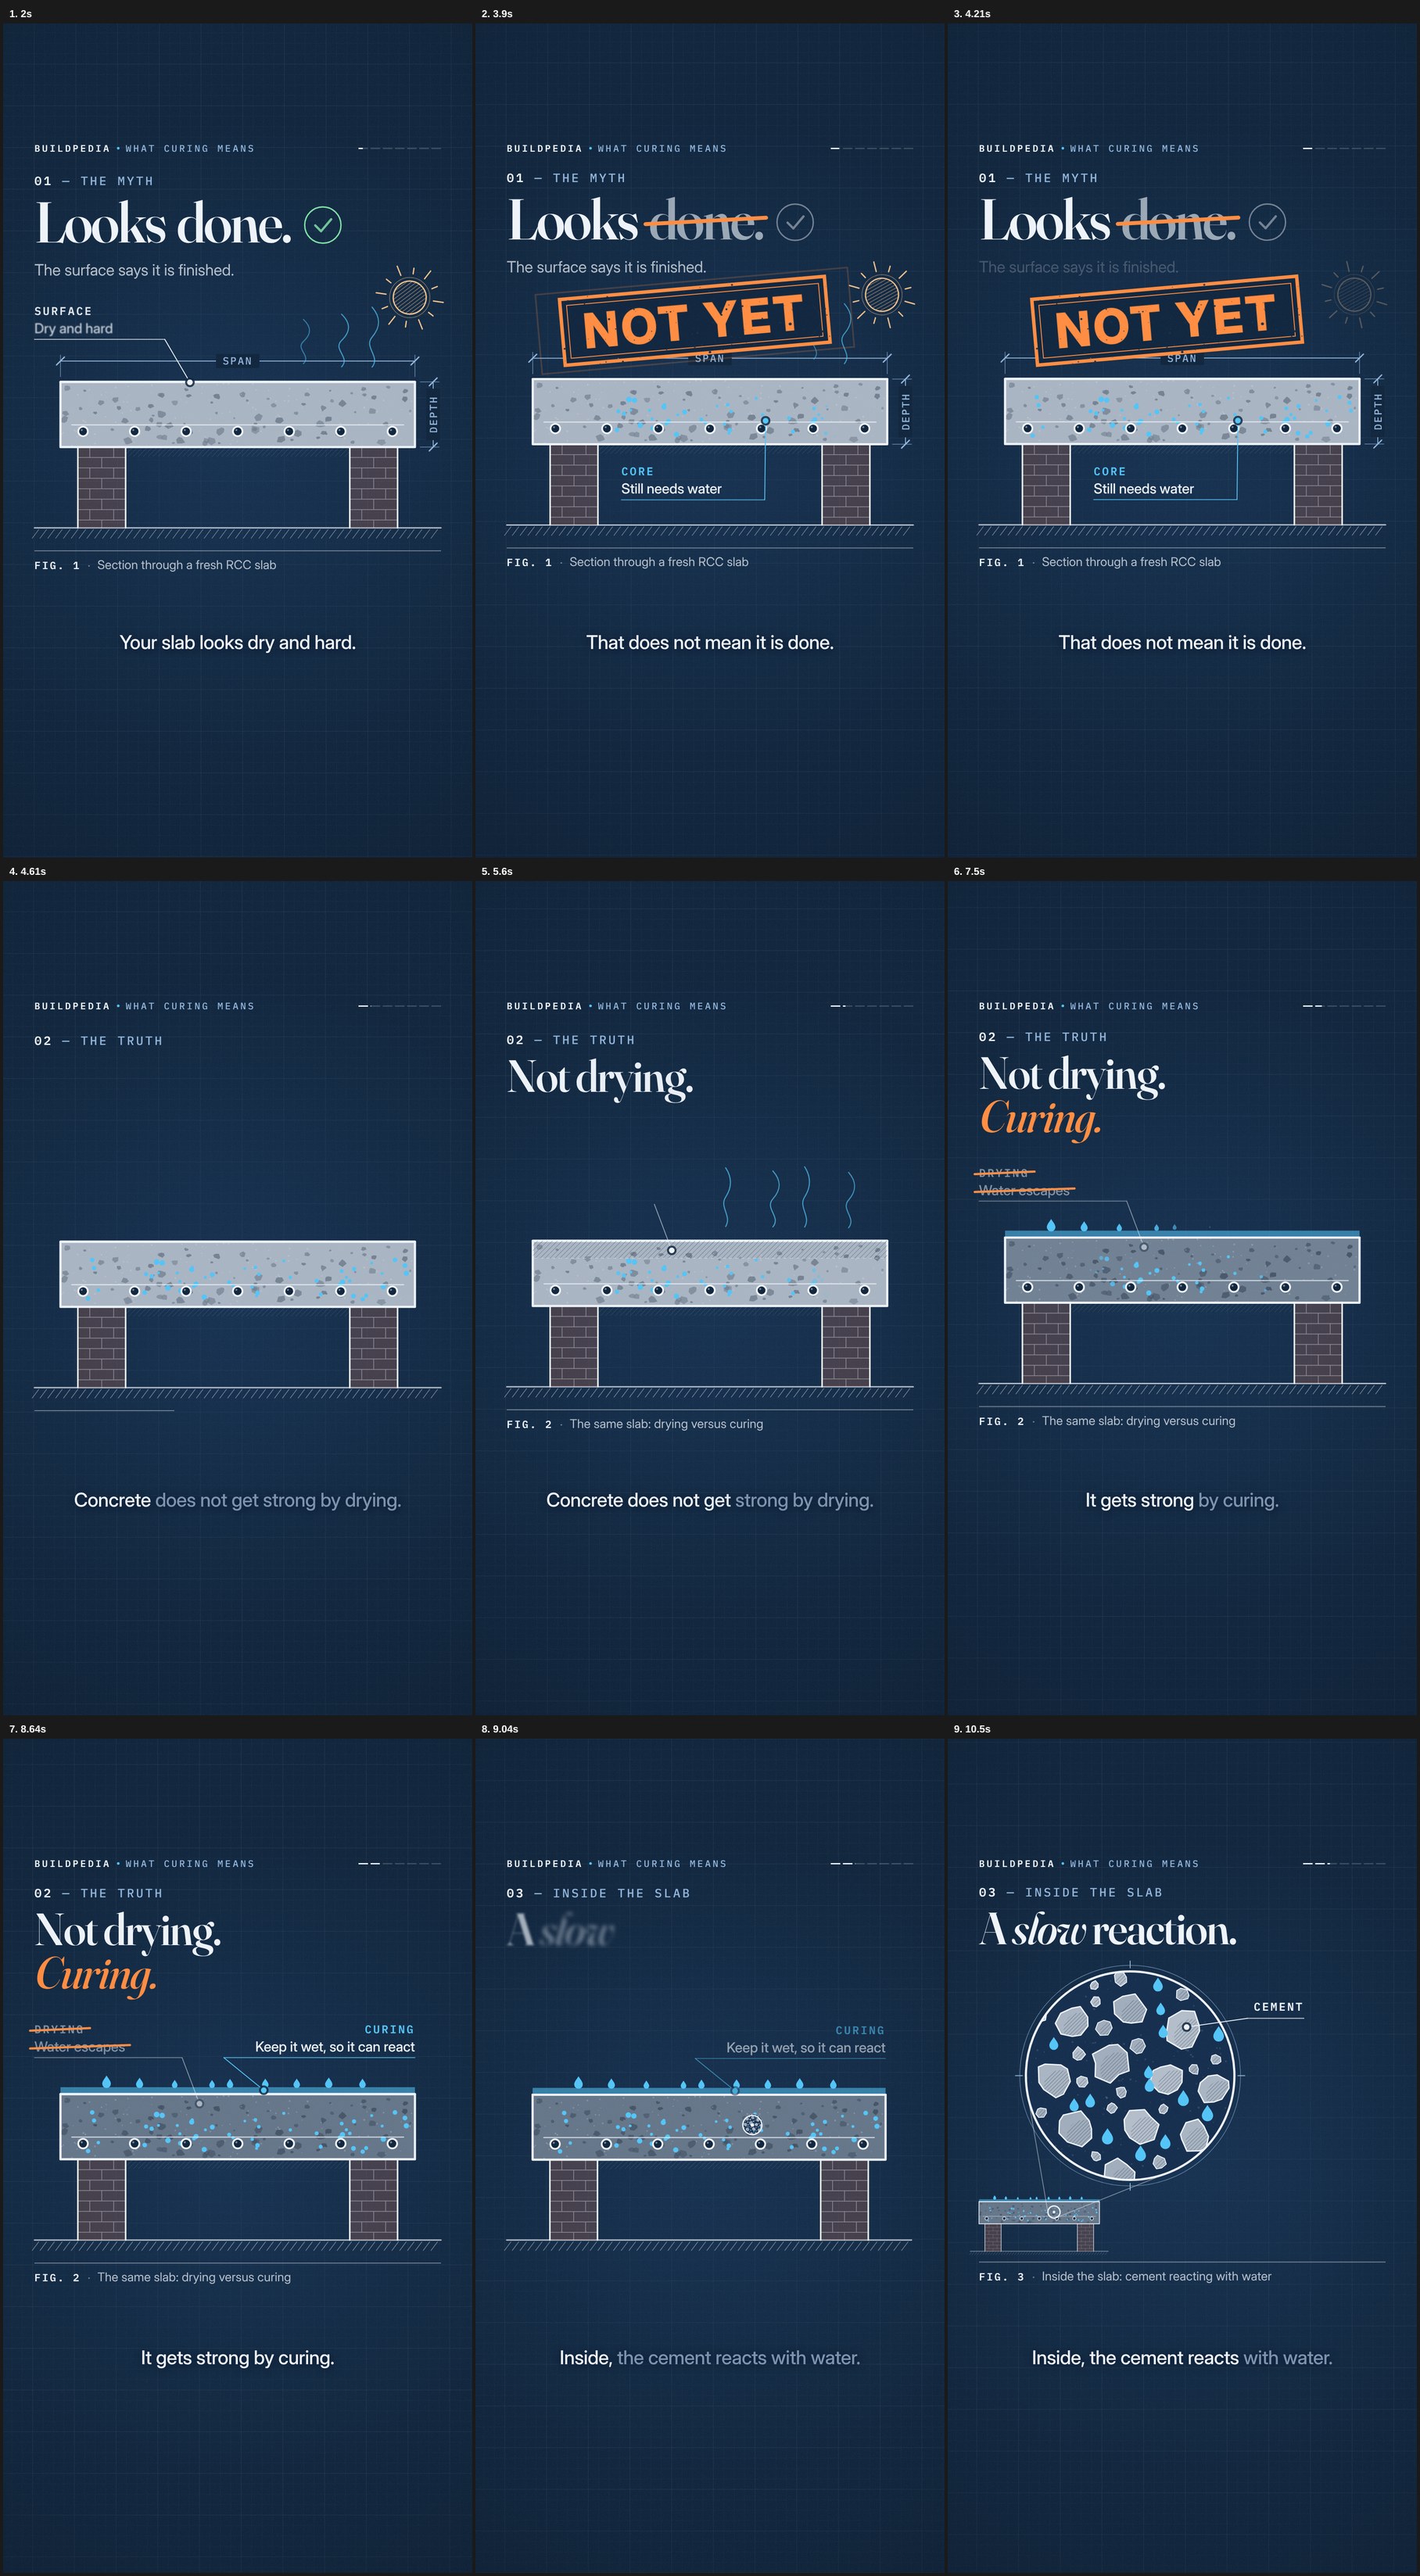 1. 2s
BUILDPEDIA • WHAT CURING MEANS
01 — THE MYTH
Looks done.
The surface says it is finished.
SURFACE
Dry and hard
SPAN
DEPTH
FIG. 1 · Section through a fresh RCC slab
Your slab looks dry and hard.
2. 3.9s
BUILDPEDIA • WHAT CURING MEANS
01 — THE MYTH
Looks done.
The surface says it is finished.
NOT YET
SPAN
DEPTH
CORE
Still needs water
FIG. 1 · Section through a fresh RCC slab
That does not mean it is done.
3. 4.21s
BUILDPEDIA • WHAT CURING MEANS
01 — THE MYTH
Looks done.
The surface says it is finished.
NOT YET
SPAN
DEPTH
CORE
Still needs water
FIG. 1 · Section through a fresh RCC slab
That does not mean it is done.
4. 4.61s
BUILDPEDIA • WHAT CURING MEANS
02 — THE TRUTH
Concrete does not get strong by drying.
5. 5.6s
BUILDPEDIA • WHAT CURING MEANS
02 — THE TRUTH
Not drying.
FIG. 2 · The same slab: drying versus curing
Concrete does not get strong by drying.
6. 7.5s
BUILDPEDIA • WHAT CURING MEANS
02 — THE TRUTH
Not drying.
Curing.
DRYING
Water escapes
FIG. 2 · The same slab: drying versus curing
It gets strong by curing.
7. 8.64s
BUILDPEDIA • WHAT CURING MEANS
02 — THE TRUTH
Not drying.
Curing.
DRYING
Water escapes
CURING
Keep it wet, so it can react
FIG. 2 · The same slab: drying versus curing
It gets strong by curing.
8. 9.04s
BUILDPEDIA • WHAT CURING MEANS
03 — INSIDE THE SLAB
A slow
CURING
Keep it wet, so it can react
Inside, the cement reacts with water.
9. 10.5s
BUILDPEDIA • WHAT CURING MEANS
03 — INSIDE THE SLAB
A slow reaction.
CEMENT
FIG. 3 · Inside the slab: cement reacting with water
Inside, the cement reacts with water.